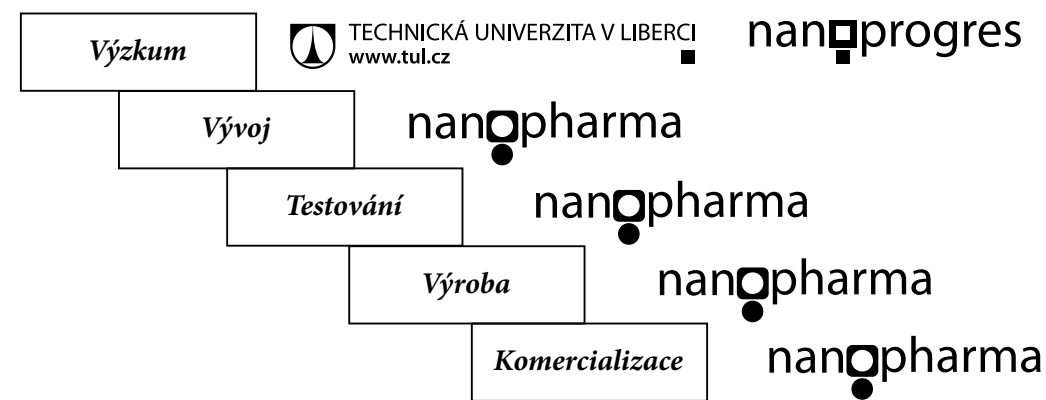 Výzkum
TECHNICKÁ UNIVERZITA V LIBERCI
www.tul.cz
nanoprogres
Vývoj
nanopharma
Testování
nanopharma
Výroba
nanopharma
Komercializace
nanopharma